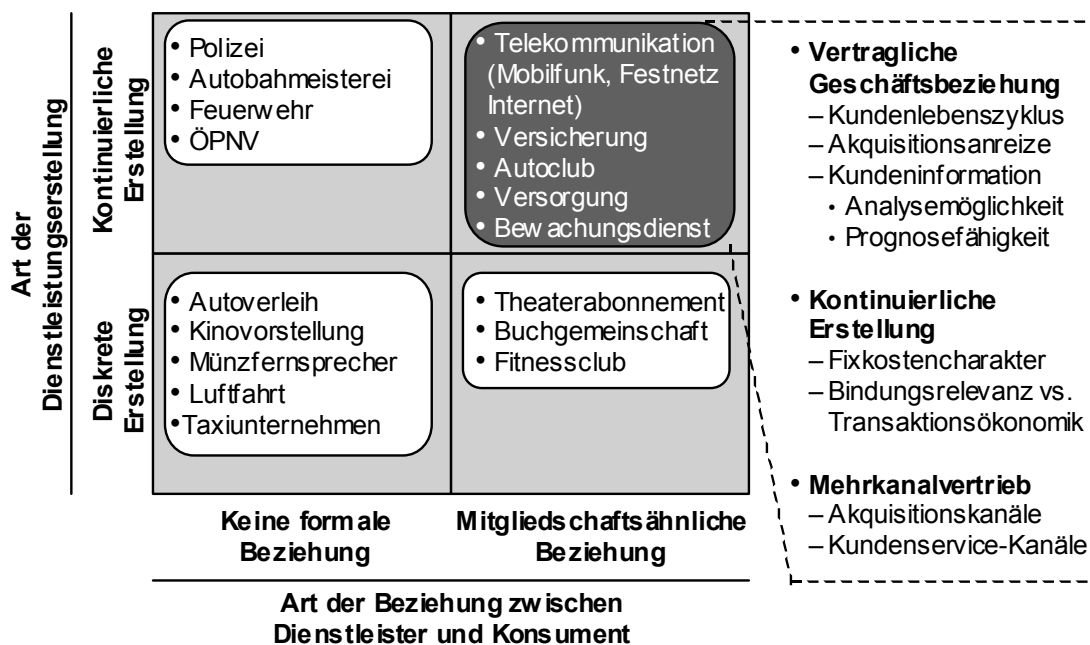 Art der
Dienstleistungserstellung
Kontinuierliche
Erstellung
• Polizei
• Autobahmeisterei
• Feuerwehr
• ÖPNV
• Telekommunikation
(Mobilfunk, Festnetz
Internet)
• Versicherung
• Autoclub
• Versorgung
• Bewachungsdienst
Diskrete
Erstellung
• Autoverleih
• Kinovorstellung
• Münzfernsprecher
• Luftfahrt
•Taxiunternehmen
• Theaterabonnement
• Buchgemeinschaft
• Fitnessclub
Keine formale
Beziehung
Mitgliedschaftsähnliche
Beziehung
Art der Beziehung zwischen
Dienstleister und Konsument
• Vertragliche
Geschäftsbeziehung
– Kundenlebenszyklus
– Akquisitionsanreize
– Kundeninformation
• Analysemöglichkeit
• Prognosefähigkeit
• Kontinuierliche
Erstellung
– Fixkostencharakter
– Bindungsrelevanz vs.
Transaktionsökonomik
• Mehrkanalvertrieb
– Akquisitionskanäle
– Kundenservice-Kanäle